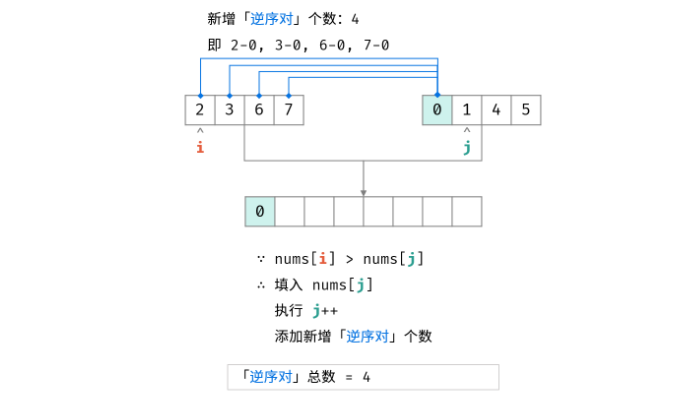 新增「逆序对」个数：4
即 2-0, 3-0, 6-0, 7-0
2 3 6 7 0 1 4 5
^ ^
i j
0
∵ nums[i] > nums[j]
∴ 填入 nums[j]
执行 j++
添加新增「逆序对」个数
「逆序对」总数 = 4